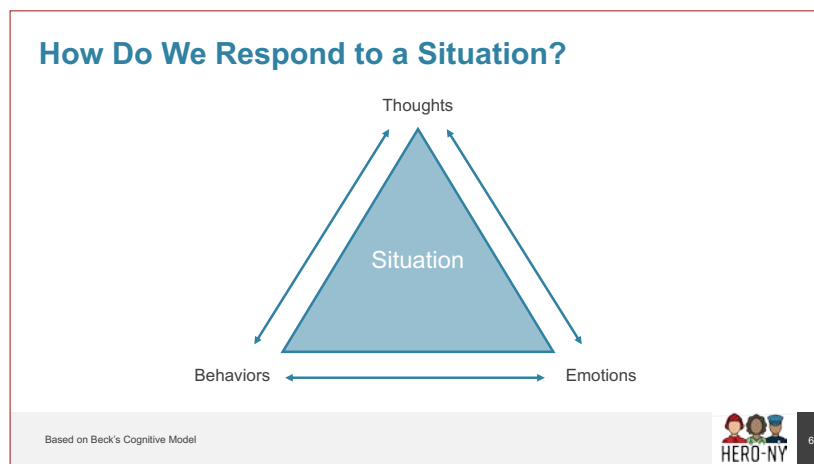 How Do We Respond to a Situation?
Thoughts
Situation
Behaviors
Emotions
Based on Beck's Cognitive Model
HERO-NY
6